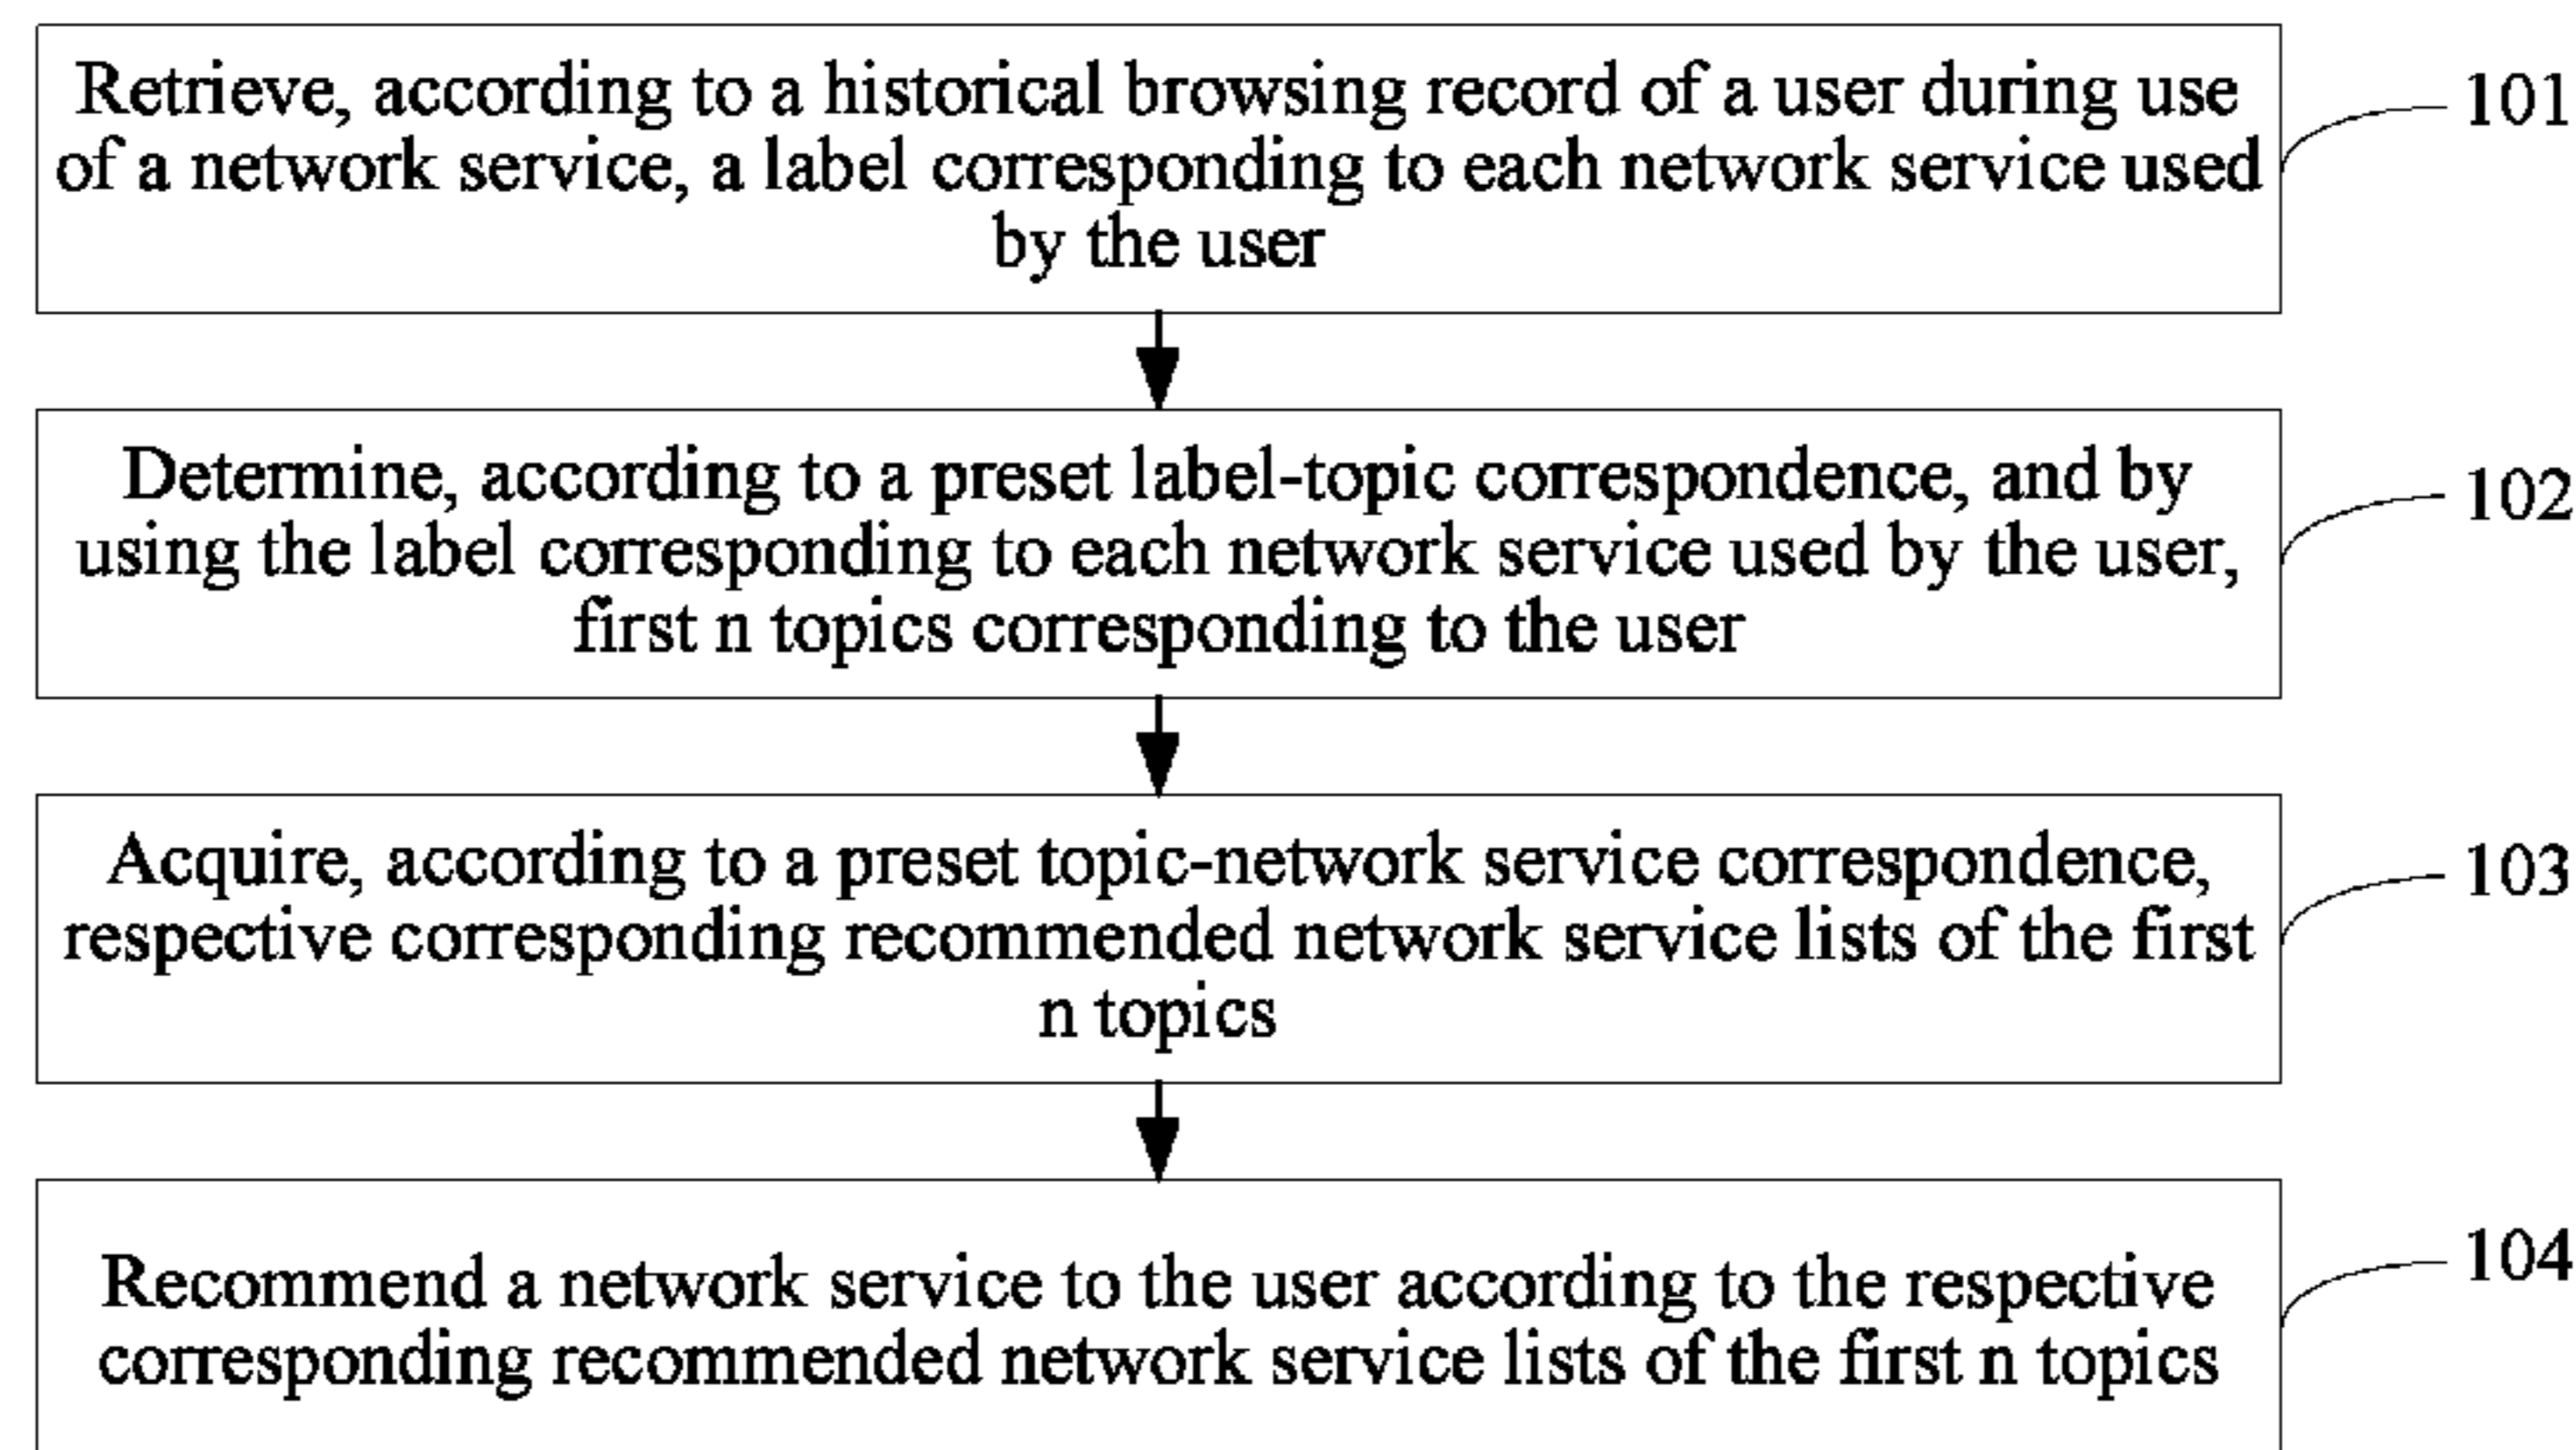 Retrieve, according to a historical browsing record of a user during use
of a network service, a label corresponding to each network service used
by the user
101
Determine, according to a preset label-topic correspondence, and by
using the label corresponding to each network service used by the user,
first n topics corresponding to the user
102
Acquire, according to a preset topic-network service correspondence,
respective corresponding recommended network service lists of the first
n topics
103
Recommend a network service to the user according to the respective
corresponding recommended network service lists of the first n topics
104